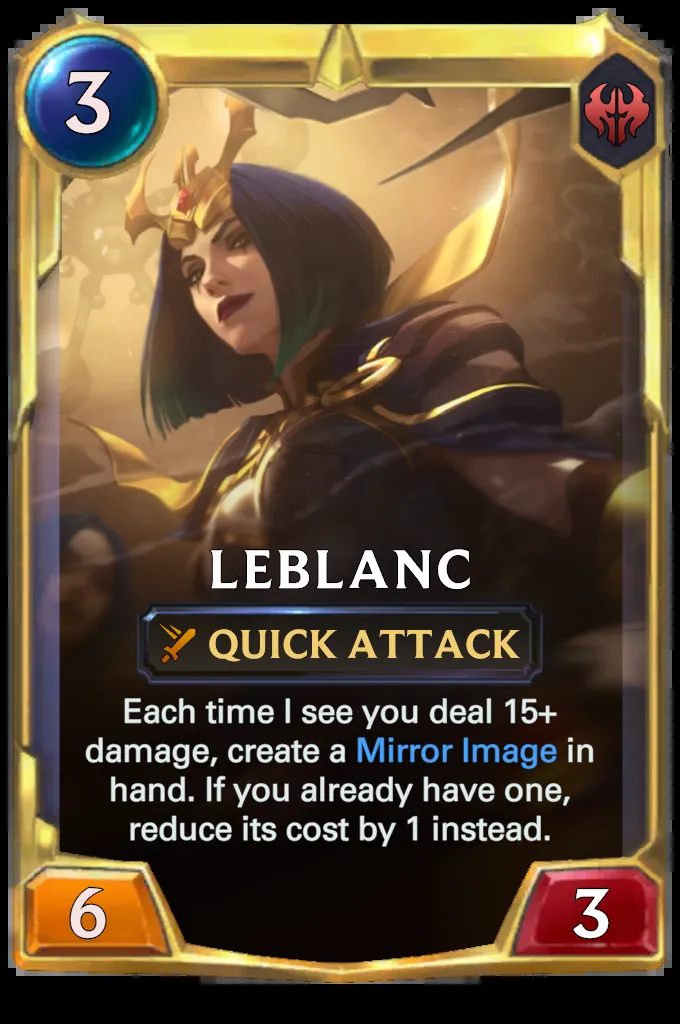 3
LEBLANC
QUICK ATTACK
Each time I see you deal 15+
damage, create a Mirror Image in
hand. If you already have one,
reduce its cost by 1 instead.
6
3